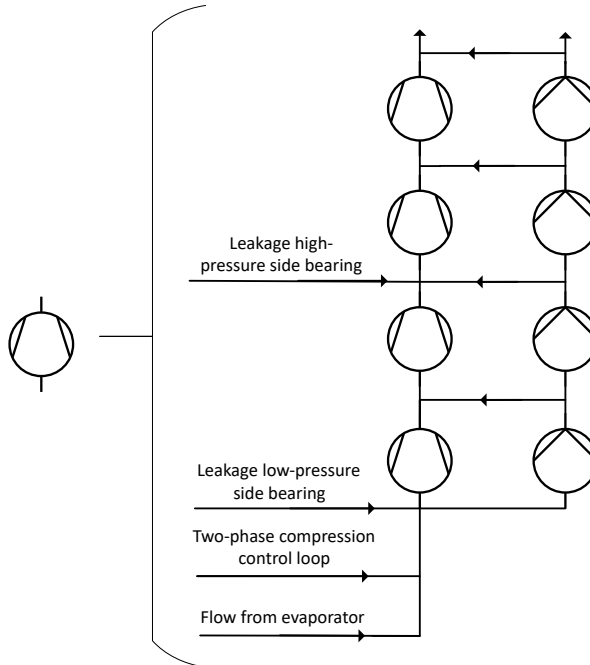 Leakage high-
pressure side bearing
Leakage low-pressure
side bearing
Two-phase compression
control loop
Flow from evaporator